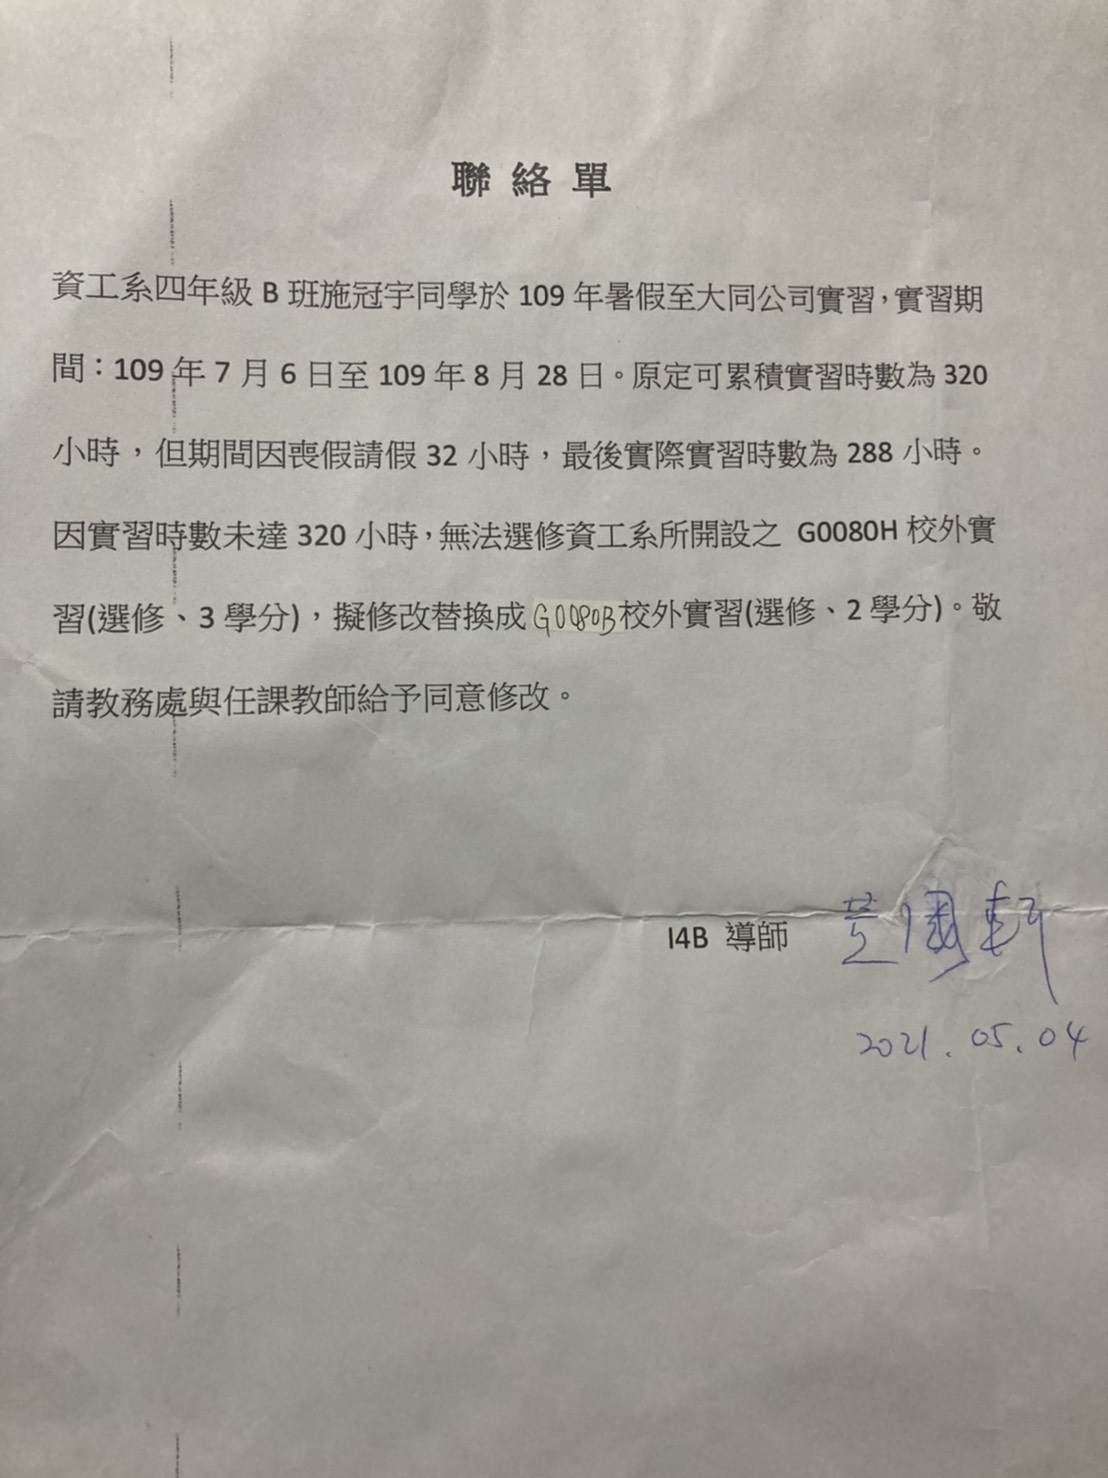 聯 絡 單
資工系四年級 B 班施冠宇同學於 109 年暑假至大同公司實習，實習期
間：109 年 7 月 6 日至 109 年 8 月 28 日。原定可累積實習時數為 320
小時，但期間因喪假請假 32 小時，最後實際實習時數為 288 小時。
因實習時數未達 320 小時，無法選修資工系所開設之 G0080H 校外實
習(選修、3 學分)，擬修改替換成 G0080B 校外實習(選修、2 學分)。敬
請教務處與任課教師給予同意修改。
I4B 導師 黃國軒
2021.05.04